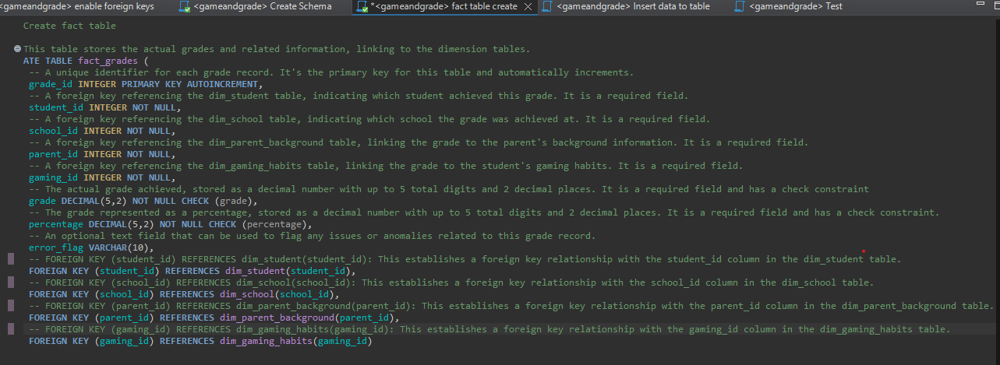 <gameandgrade> enable foreign keys <gameandgrade> Create Schema *<gameandgrade> fact table create <gameandgrade> Insert data to table <gameandgrade> Test
Create fact table
This table stores the actual grades and related information, linking to the dimension tables.
ATE TABLE fact_grades (
-- A unique identifier for each grade record. It's the primary key for this table and automatically increments.
grade_id INTEGER PRIMARY KEY AUTOINCREMENT,
-- A foreign key referencing the dim_student table, indicating which student achieved this grade. It is a required field.
student_id INTEGER NOT NULL,
-- A foreign key referencing the dim_school table, indicating which school the grade was achieved at. It is a required field.
school_id INTEGER NOT NULL,
-- A foreign key referencing the dim_parent_background table, linking the grade to the parent's background information. It is a required field.
parent_id INTEGER NOT NULL,
-- A foreign key referencing the dim_gaming_habits table, linking the grade to the student's gaming habits. It is a required field.
gaming_id INTEGER NOT NULL,
-- The actual grade achieved, stored as a decimal number with up to 5 total digits and 2 decimal places. It is a required field and has a check constraint
grade DECIMAL(5,2) NOT NULL CHECK (grade),
-- The grade represented as a percentage, stored as a decimal number with up to 5 total digits and 2 decimal places. It is a required field and has a check constraint.
percentage DECIMAL(5,2) NOT NULL CHECK (percentage),
-- An optional text field that can be used to flag any issues or anomalies related to this grade record.
error_flag VARCHAR(10),
-- FOREIGN KEY (student_id) REFERENCES dim_student(student_id): This establishes a foreign key relationship with the student_id column in the dim_student table.
FOREIGN KEY (student_id) REFERENCES dim_student(student_id),
-- FOREIGN KEY (school_id) REFERENCES dim_school(school_id): This establishes a foreign key relationship with the school_id column in the dim_school table.
FOREIGN KEY (school_id) REFERENCES dim_school(school_id),
-- FOREIGN KEY (parent_id) REFERENCES dim_parent_background(parent_id): This establishes a foreign key relationship with the parent_id column in the dim_parent_background table.
FOREIGN KEY (parent_id) REFERENCES dim_parent_background(parent_id),
-- FOREIGN KEY (gaming_id) REFERENCES dim_gaming_habits(gaming_id): This establishes a foreign key relationship with the gaming_id column in the dim_gaming_habits table.
FOREIGN KEY (gaming_id) REFERENCES dim_gaming_habits(gaming_id)